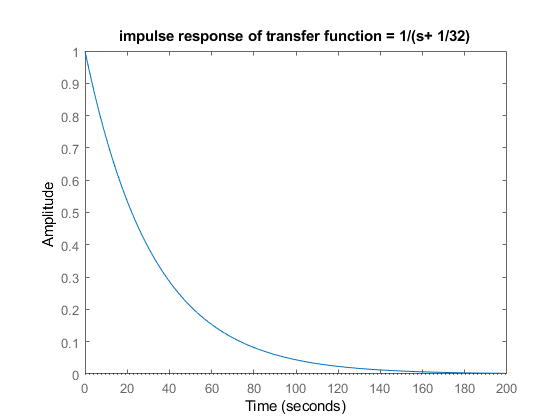 impulse response of transfer function = 1/(s+ 1/32)
1
0.9
0.8
0.7
0.6
0.5
0.4
0.3
0.2
0.1
0
Amplitude
0 20 40 60 80 100 120 140 160 180 200
Time (seconds)